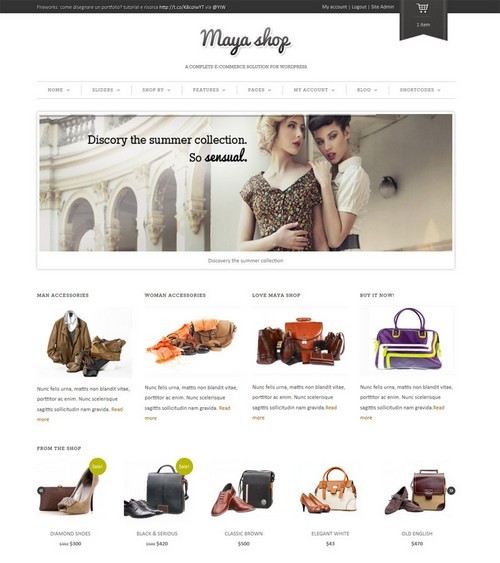 Fireworks: come disegnare un portfolio? tutorial e risorse http://t.co/K8coiwYT via @YIW
My account | Logout | Site Admin
1 item
Maya shop
A COMPLETE E-COMMERCE SOLUTION FOR WORDPRESS
HOME SLIDERS SHOP BY FEATURES PAGES MY ACCOUNT BLOG SHORTCODES
Discory the summer collection.
So sensual.
Discovery the summer collection
MAN ACCESSORIES WOMAN ACCESSORIES LOVE MAYA SHOP BUY IT NOW!
Nunc felis urna, mattis non blandit vitae,
porttitor ac enim. Nunc scelerisque
sagittis sollicitudin nam gravida. Read
more
Nunc felis urna, mattis non blandit vitae,
porttitor ac enim. Nunc scelerisque
sagittis sollicitudin nam gravida. Read
more
Nunc felis urna, mattis non blandit vitae,
porttitor ac enim. Nunc scelerisque
sagittis sollicitudin nam gravida.
Nunc felis urna, mattis non blandit vitae,
porttitor ac enim. Nunc scelerisque
sagittis sollicitudin nam gravida. Read
more
FROM THE SHOP
Sale! Sale!
DIAMOND SHOES BLACK & SERIOUS CLASSIC BROWN ELEGANT WHITE OLD ENGLISH
$300 $420 $500 $43 $470